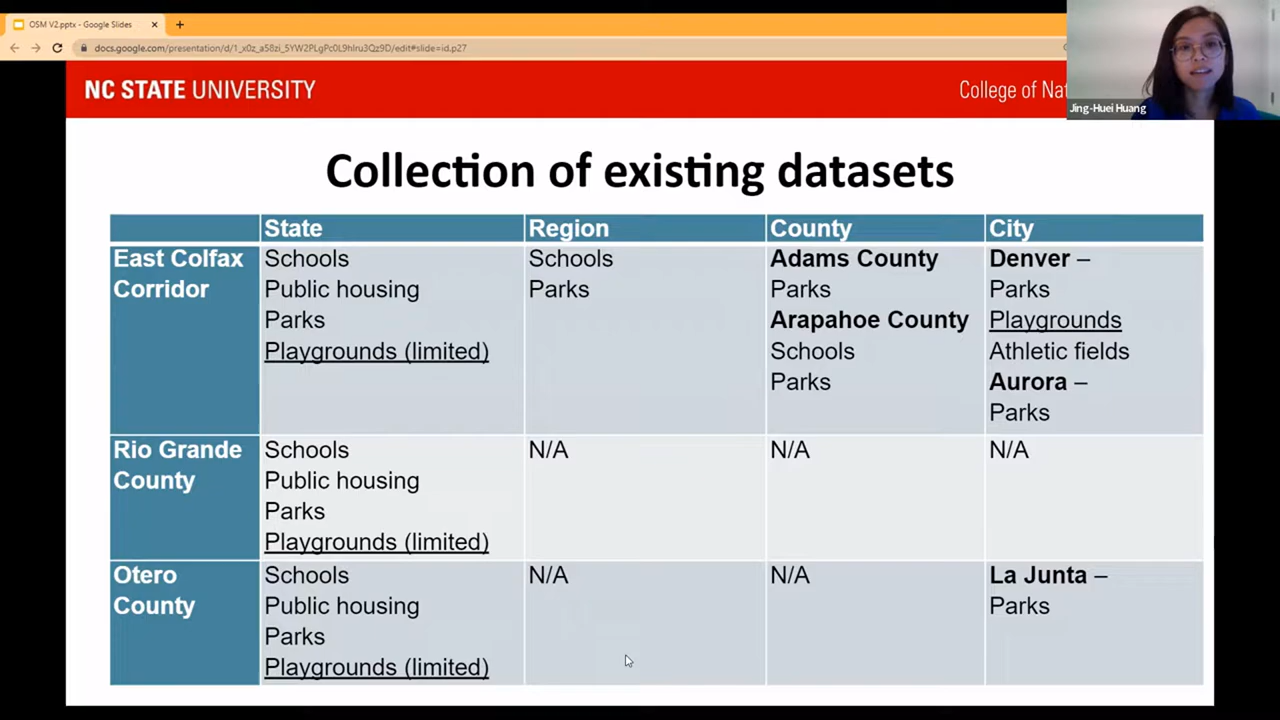 OSM V2.pptx - Google Slides
docs.google.com/presentation/d/1_x0z_a58zi_5YW2PLgPc0L9hlru3Qz9D/edit#slide=id.p27
NC STATE UNIVERSITY
College of Na
Jing-Huei Huang
Collection of existing datasets
State Region County City
East Colfax Corridor
Schools
Public housing
Parks
Playgrounds (limited)
Schools
Parks
Adams County
Parks
Arapahoe County
Schools
Parks
Denver –
Parks
Playgrounds
Athletic fields
Aurora –
Parks
Rio Grande County
Schools
Public housing
Parks
Playgrounds (limited)
N/A
N/A
N/A
Otero County
Schools
Public housing
Parks
Playgrounds (limited)
N/A
N/A
La Junta –
Parks